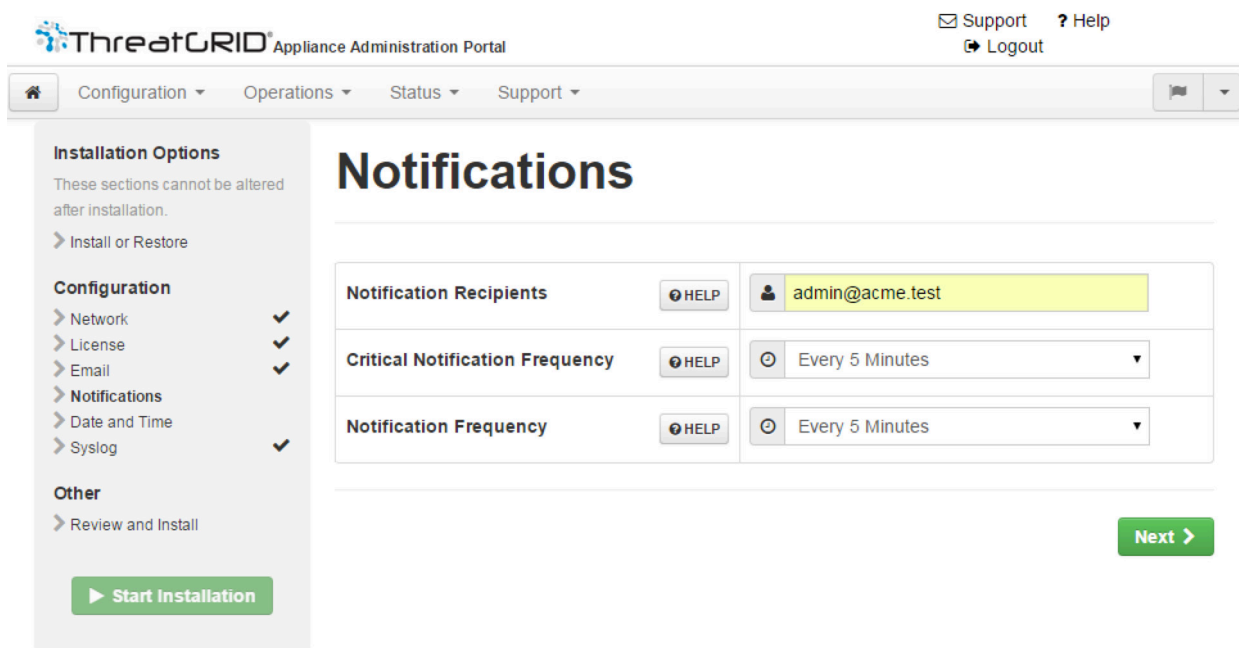 Support ? Help
ThreatGRID® Appliance Administration Portal
Logout
Configuration Operations Status Support
Installation Options
These sections cannot be altered
after installation.
Install or Restore
Configuration
Network
License
Email
Notifications
Date and Time
Syslog
Other
Review and Install
Start Installation
Notifications
Notification Recipients HELP admin@acme.test
Critical Notification Frequency HELP Every 5 Minutes
Notification Frequency HELP Every 5 Minutes
Next